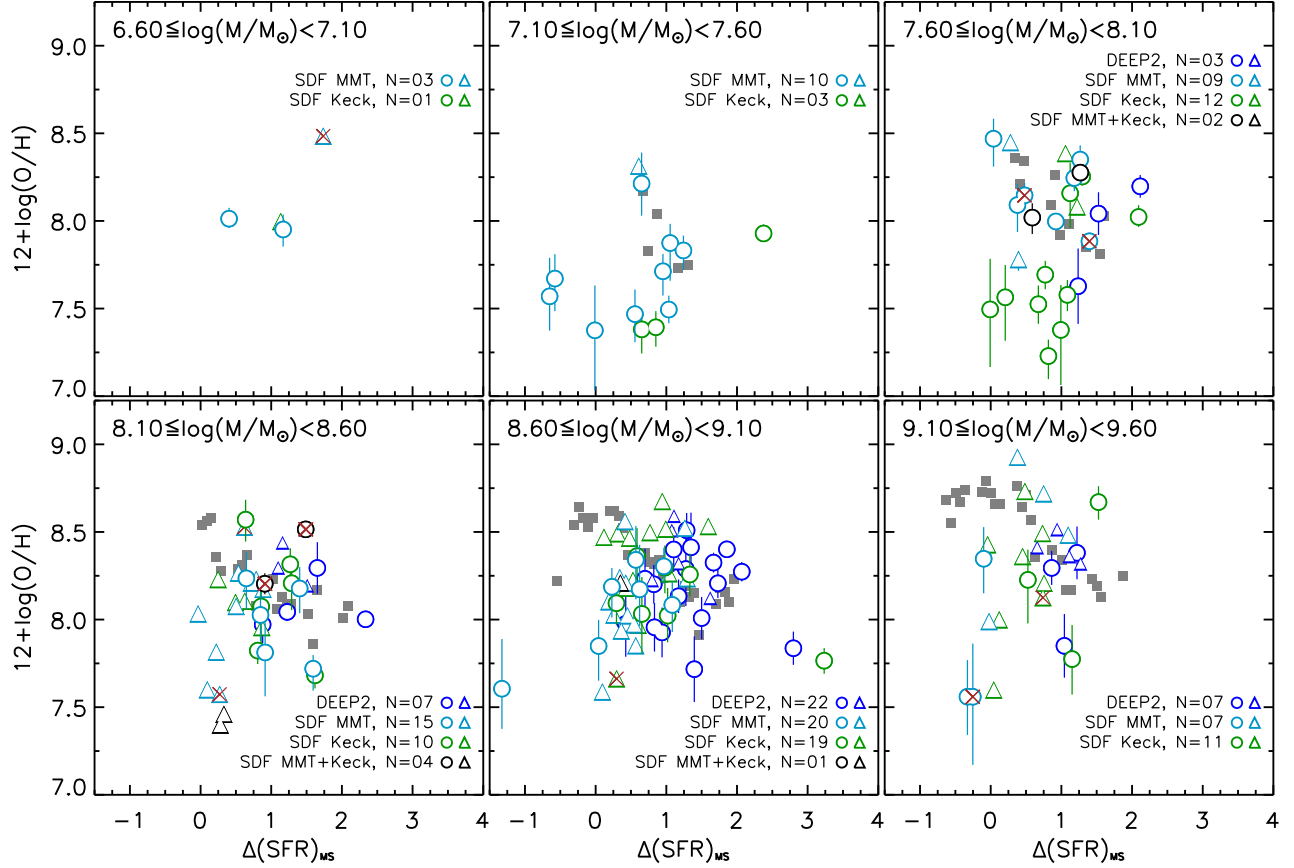 6.60≦log(M/M⊙)<7.10
7.10≦log(M/M⊙)<7.60
7.60≦log(M/M⊙)<8.10
SDF MMT, N=03
SDF Keck, N=01
SDF MMT, N=10
SDF Keck, N=03
DEEP2, N=03
SDF MMT, N=09
SDF Keck, N=12
SDF MMT+Keck, N=02
12+log(O/H)
9.0
8.5
8.0
7.5
7.0
8.10≦log(M/M⊙)<8.60
8.60≦log(M/M⊙)<9.10
9.10≦log(M/M⊙)<9.60
DEEP2, N=07
SDF MMT, N=15
SDF Keck, N=10
SDF MMT+Keck, N=04
DEEP2, N=22
SDF MMT, N=20
SDF Keck, N=19
SDF MMT+Keck, N=01
DEEP2, N=07
SDF MMT, N=07
SDF Keck, N=11
12+log(O/H)
9.0
8.5
8.0
7.5
7.0
−1 0 1 2 3 4
−1 0 1 2 3 4
−1 0 1 2 3 4
Δ(SFR)MS
Δ(SFR)MS
Δ(SFR)MS